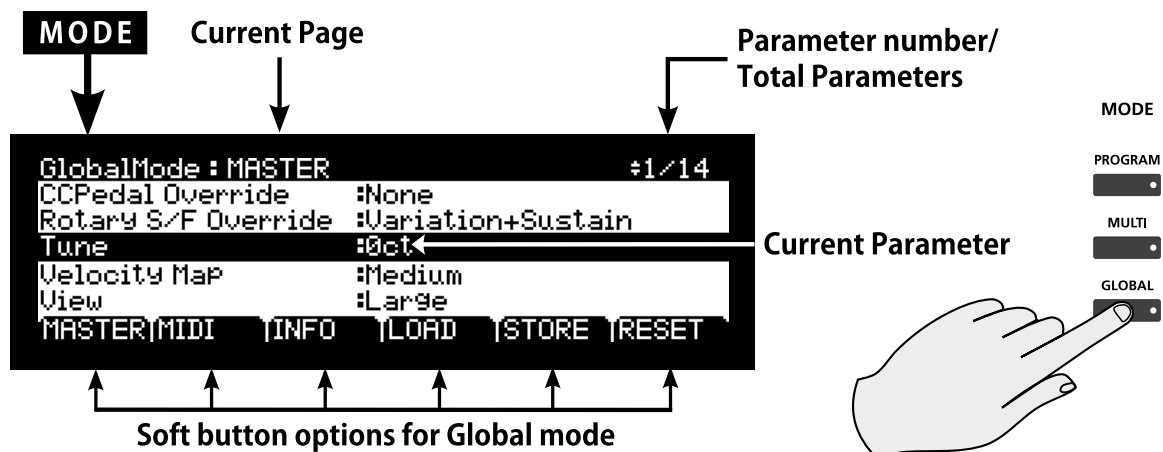 MODE
Current Page
Parameter number/
Total Parameters
GlobalMode : MASTER 1/14
CCPedal Override :None
Rotary S/F Override :Variation+Sustain
Tune :0ct
Velocity Map :Medium
View :Large
MASTER MIDI INFO LOAD STORE RESET
Current Parameter
Soft button options for Global mode
MODE
PROGRAM
MULTI
GLOBAL